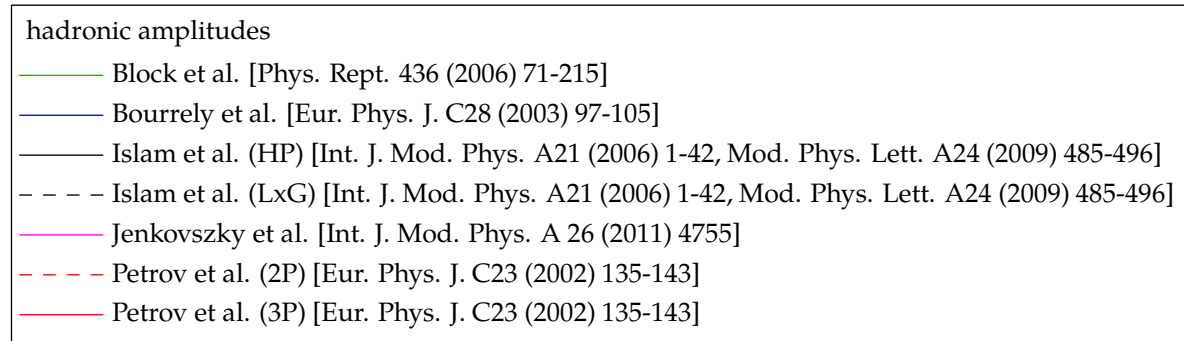 hadronic amplitudes
Block et al. [Phys. Rept. 436 (2006) 71-215]
Bourrely et al. [Eur. Phys. J. C28 (2003) 97-105]
Islam et al. (HP) [Int. J. Mod. Phys. A21 (2006) 1-42, Mod. Phys. Lett. A24 (2009) 485-496]
Islam et al. (LxG) [Int. J. Mod. Phys. A21 (2006) 1-42, Mod. Phys. Lett. A24 (2009) 485-496]
Jenkovszky et al. [Int. J. Mod. Phys. A 26 (2011) 4755]
Petrov et al. (2P) [Eur. Phys. J. C23 (2002) 135-143]
Petrov et al. (3P) [Eur. Phys. J. C23 (2002) 135-143]